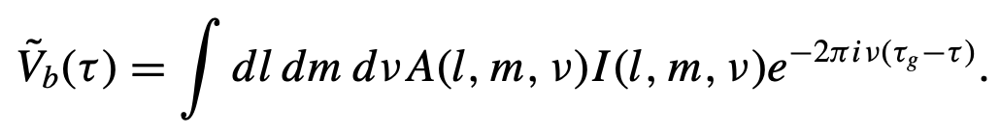 Ṽ_b(τ) = ∫ dl dm dν A(l, m, ν)I(l, m, ν)e^{−2πiν(τ_g−τ)}.